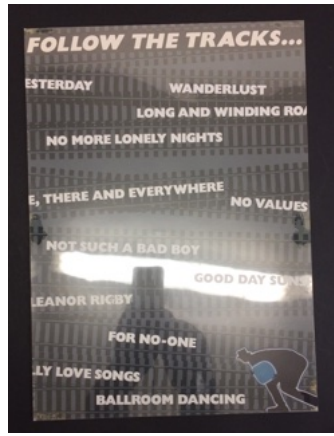 FOLLOW THE TRACKS...
ESTERDAY
WANDERLUST
LONG AND WINDING ROA
NO MORE LONELY NIGHTS
E, THERE AND EVERYWHERE
NO VALUES
NOT SUCH A BAD BOY
GOOD DAY SUNS
LEANOR RIGBY
FOR NO-ONE
LLY LOVE SONGS
BALLROOM DANCING